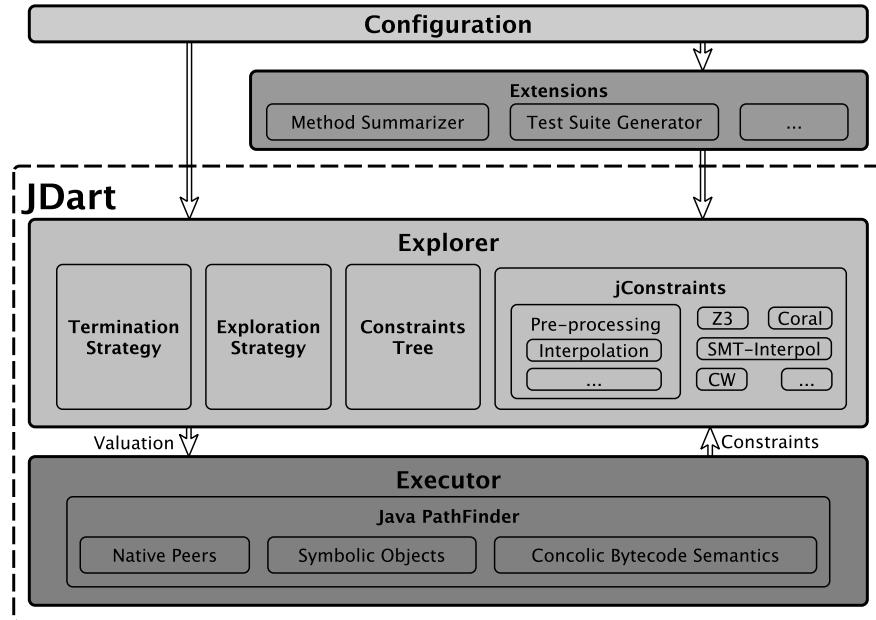 Configuration
Extensions
Method Summarizer
Test Suite Generator
...
JDart
Explorer
Termination
Strategy
Exploration
Strategy
Constraints
Tree
jConstraints
Pre-processing
Interpolation
...
Z3
Coral
SMT-Interpol
CW
...
Valuation
Constraints
Executor
Java PathFinder
Native Peers
Symbolic Objects
Concolic Bytecode Semantics